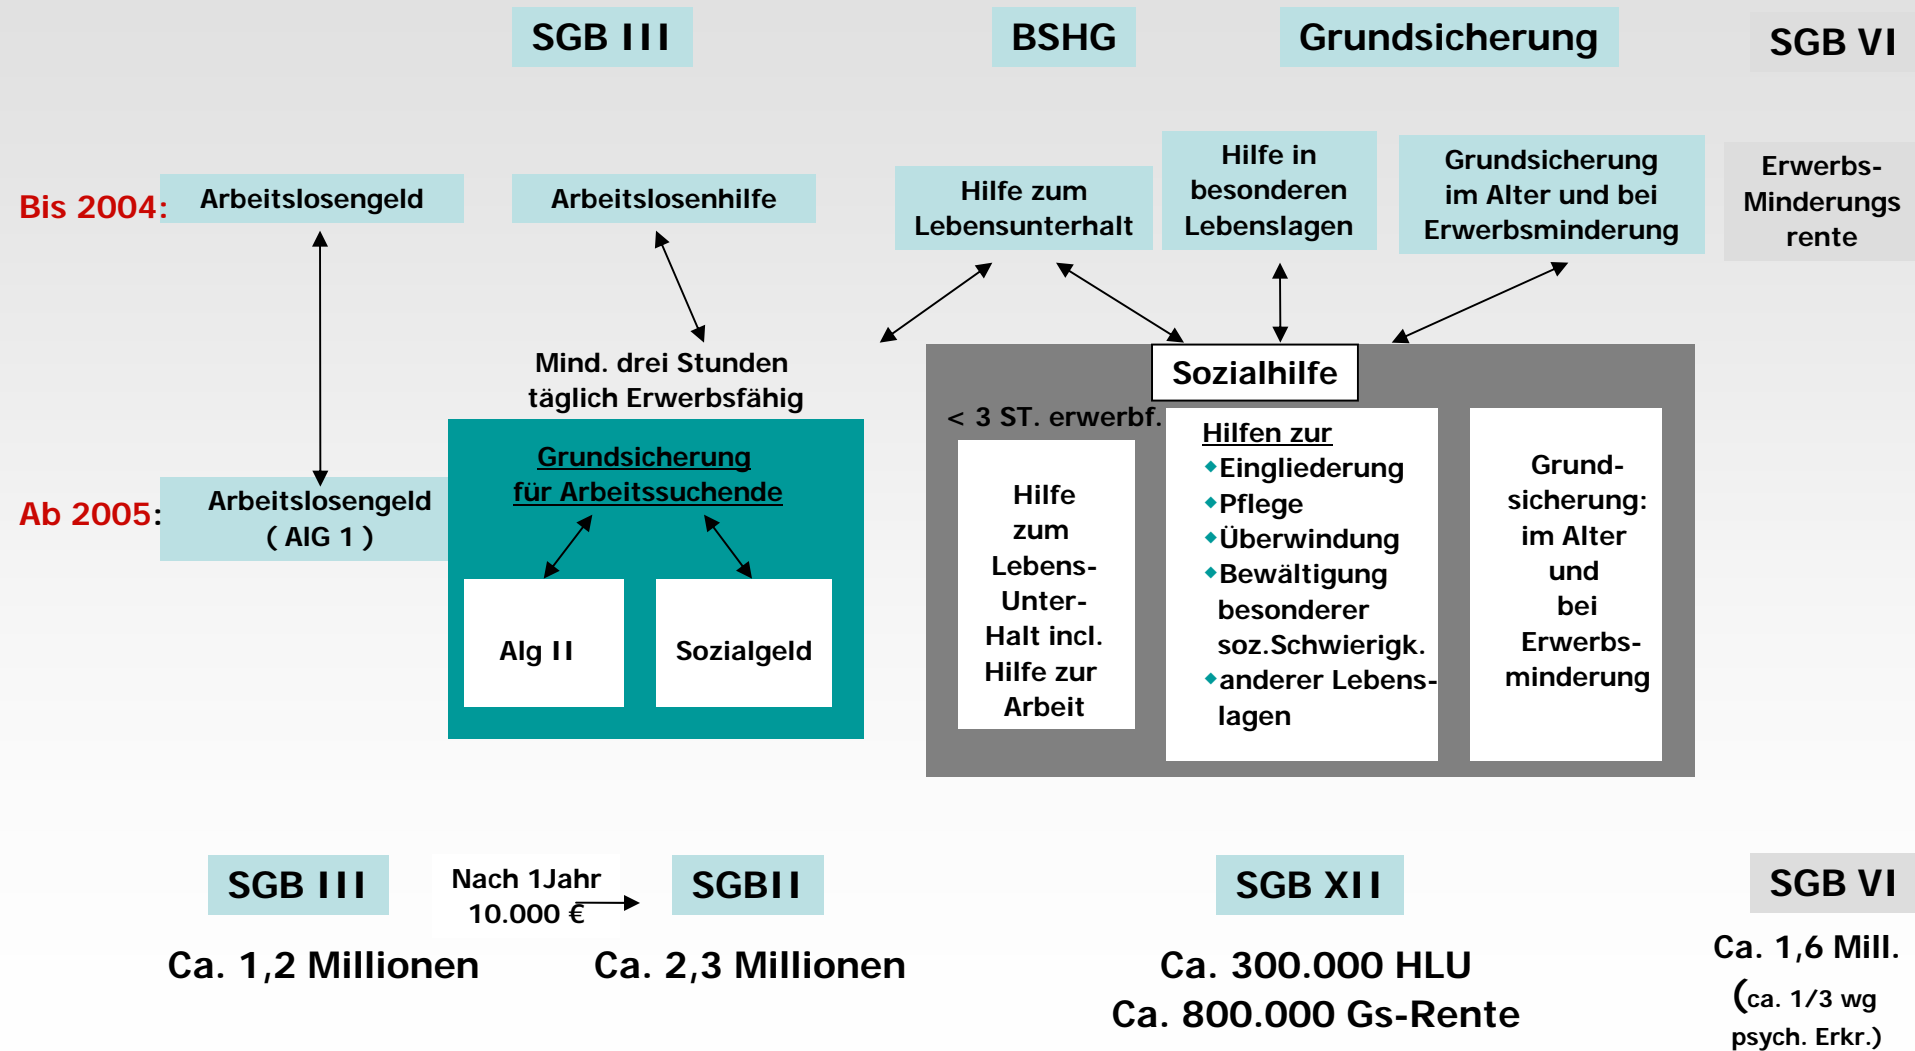 SGB III
BSHG
Grundsicherung
SGB VI
Bis 2004:
Arbeitslosengeld
Arbeitslosenhilfe
Hilfe zum
Lebensunterhalt
Hilfe in
besonderen
Lebenslagen
Grundsicherung
im Alter und bei
Erwerbsminderung
Erwerbs-
Minderungs
rente
Mind. drei Stunden
täglich Erwerbsfähig
Ab 2005:
Arbeitslosengeld
( AlG 1 )
Grundsicherung
für Arbeitssuchende
Alg II
Sozialgeld
Sozialhilfe
< 3 ST. erwerbf.
Hilfe
zum
Lebens-
Unter-
Halt incl.
Hilfe zur
Arbeit
Hilfen zur
◆Eingliederung
◆Pflege
◆Überwindung
◆Bewältigung
besonderer
soz.Schwierigk.
◆anderer Lebens-
lagen
Grund-
sicherung:
im Alter
und
bei
Erwerbs-
minderung
SGB III
Nach 1Jahr
10.000 €
SGBII
SGB XII
SGB VI
Ca. 1,2 Millionen
Ca. 2,3 Millionen
Ca. 300.000 HLU
Ca. 800.000 Gs-Rente
Ca. 1,6 Mill.
(ca. 1/3 wg
psych. Erkr.)